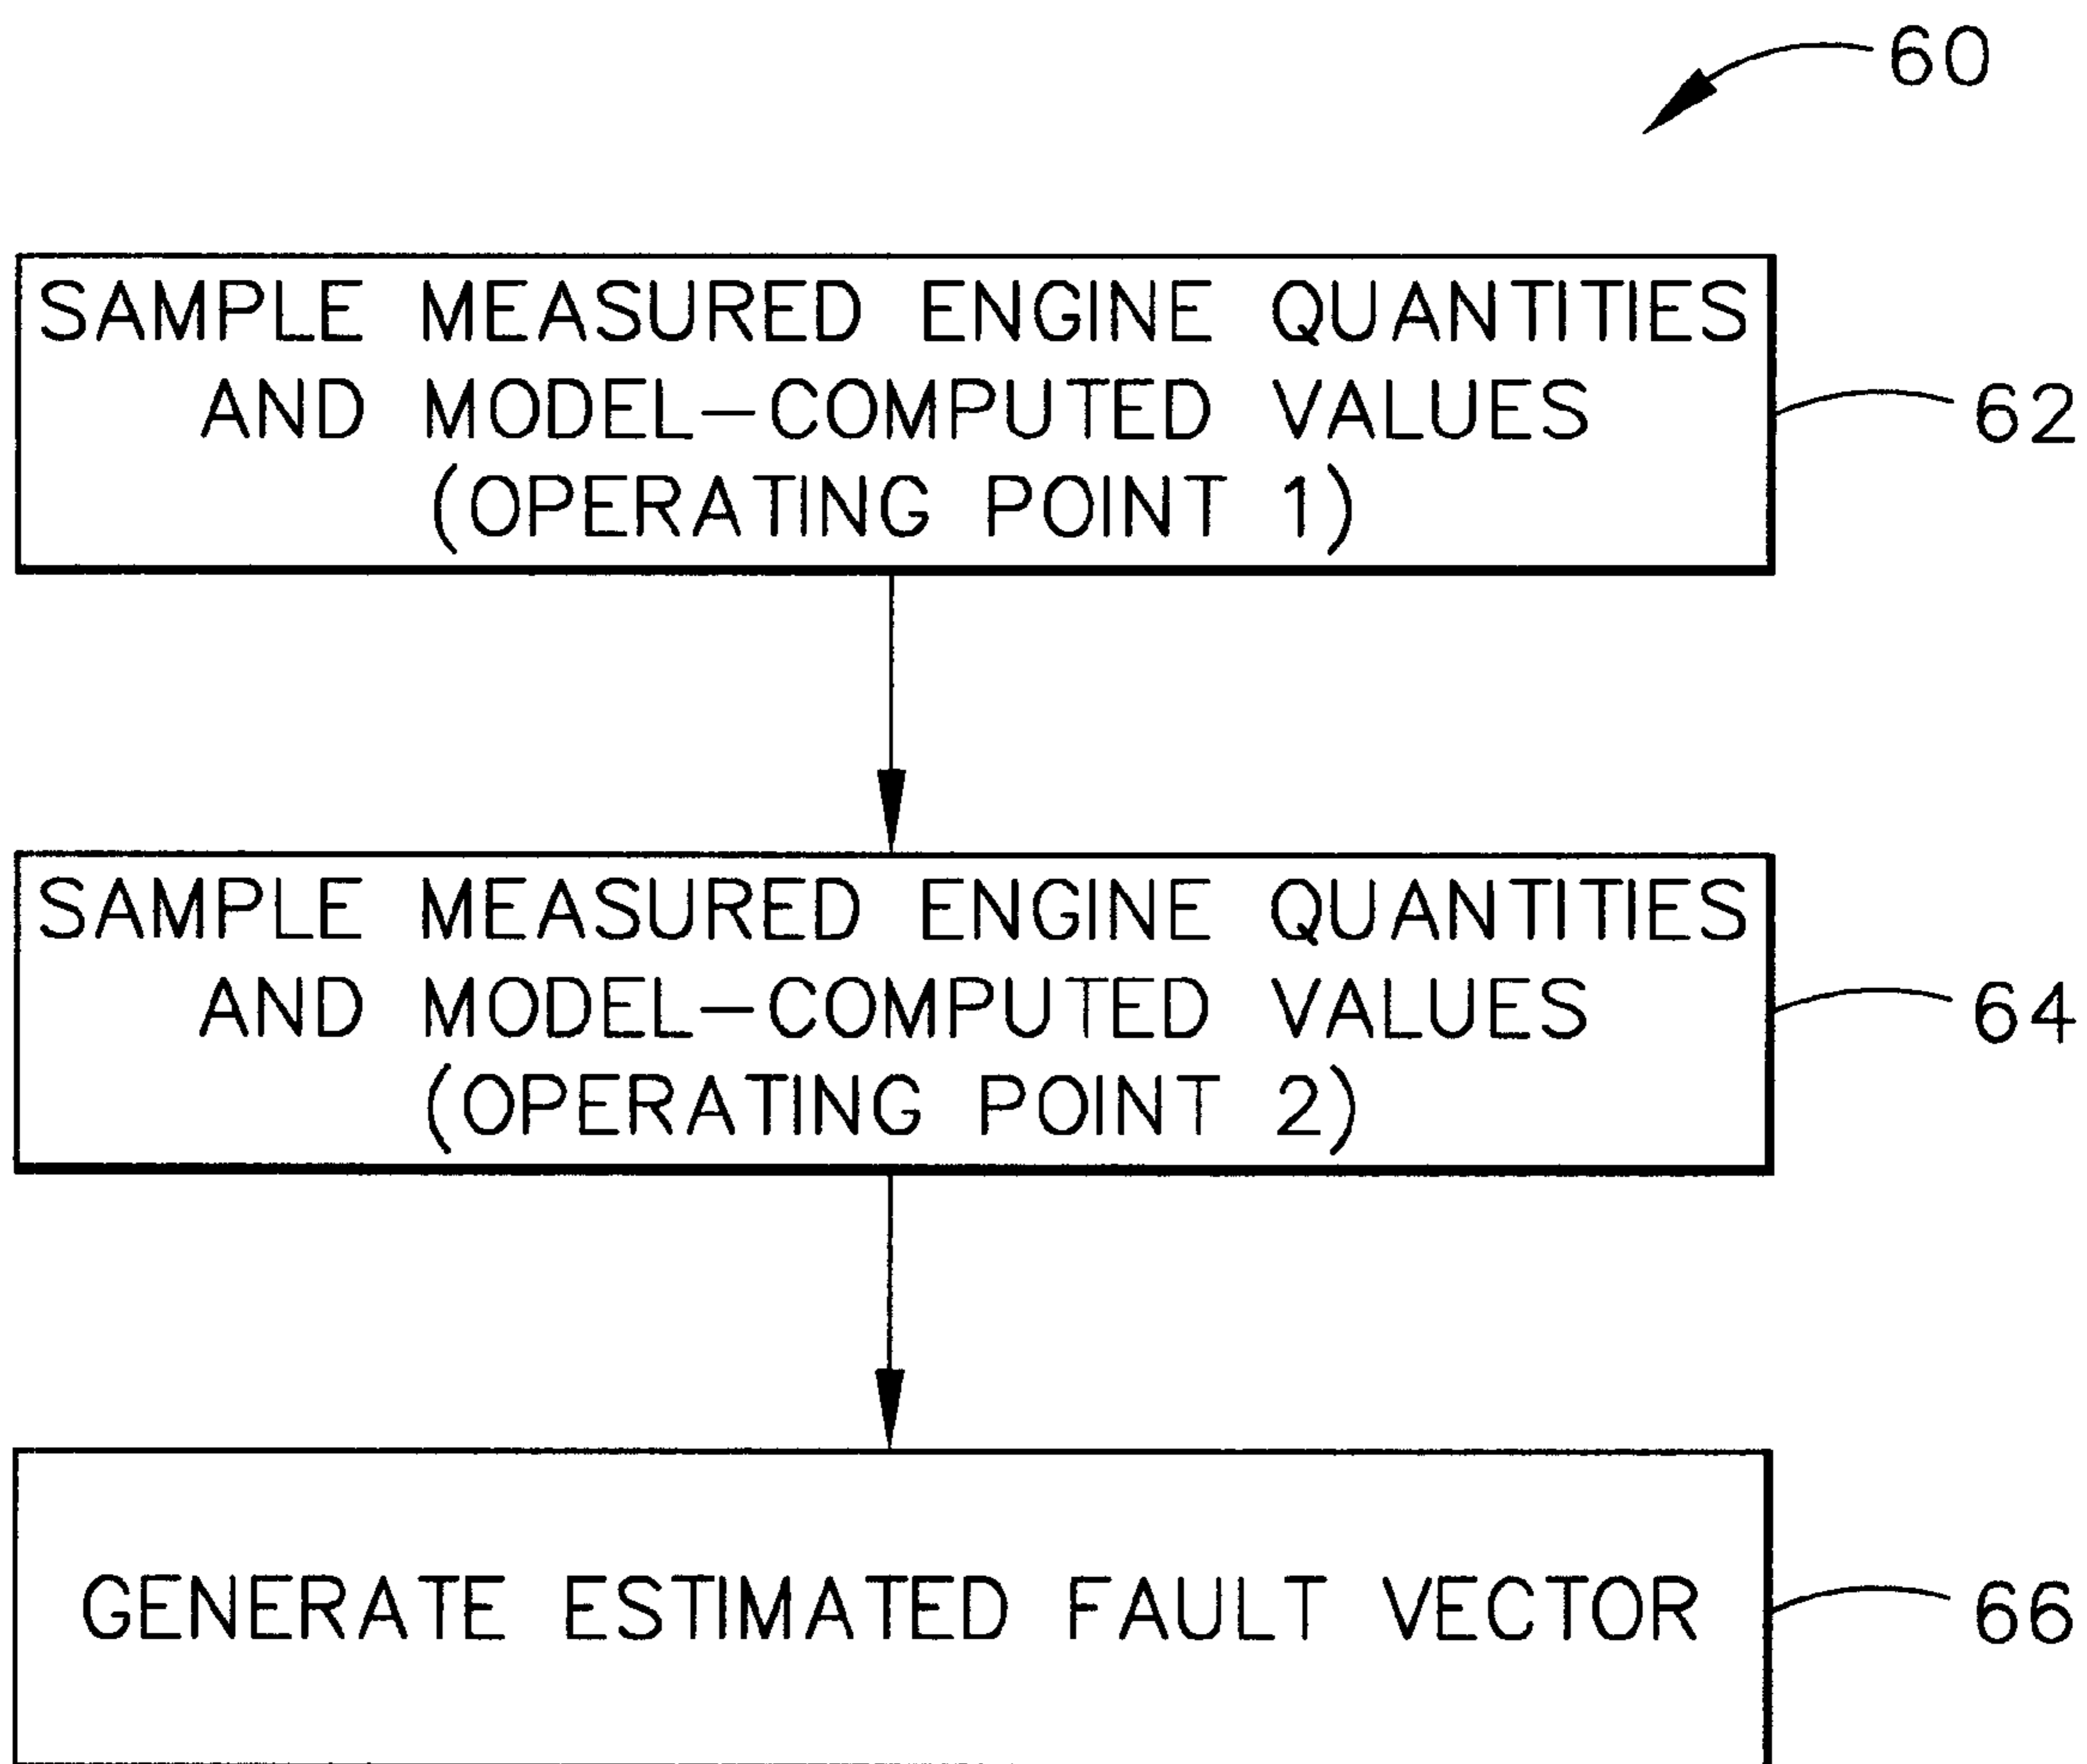 60
SAMPLE MEASURED ENGINE QUANTITIES
AND MODEL—COMPUTED VALUES
(OPERATING POINT 1)
62
SAMPLE MEASURED ENGINE QUANTITIES
AND MODEL—COMPUTED VALUES
(OPERATING POINT 2)
64
GENERATE ESTIMATED FAULT VECTOR
66